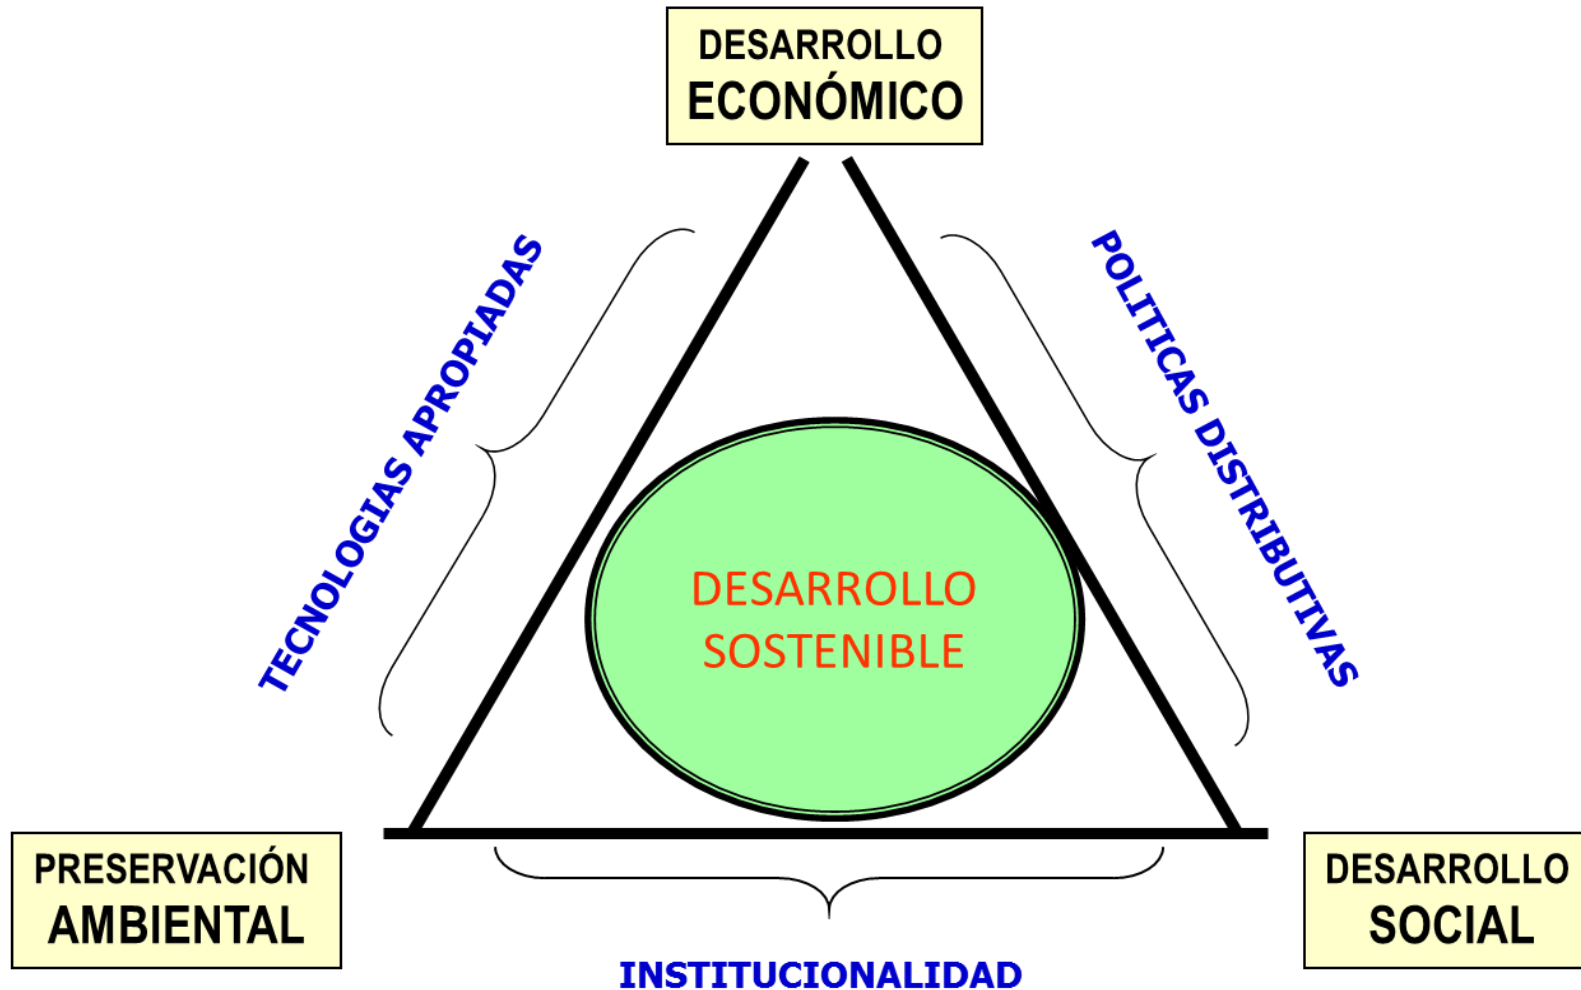 DESARROLLO
ECONÓMICO
TECNOLOGIAS APROPIADAS
POLITICAS DISTRIBUTIVAS
DESARROLLO
SOSTENIBLE
PRESERVACIÓN
AMBIENTAL
DESARROLLO
SOCIAL
INSTITUCIONALIDAD